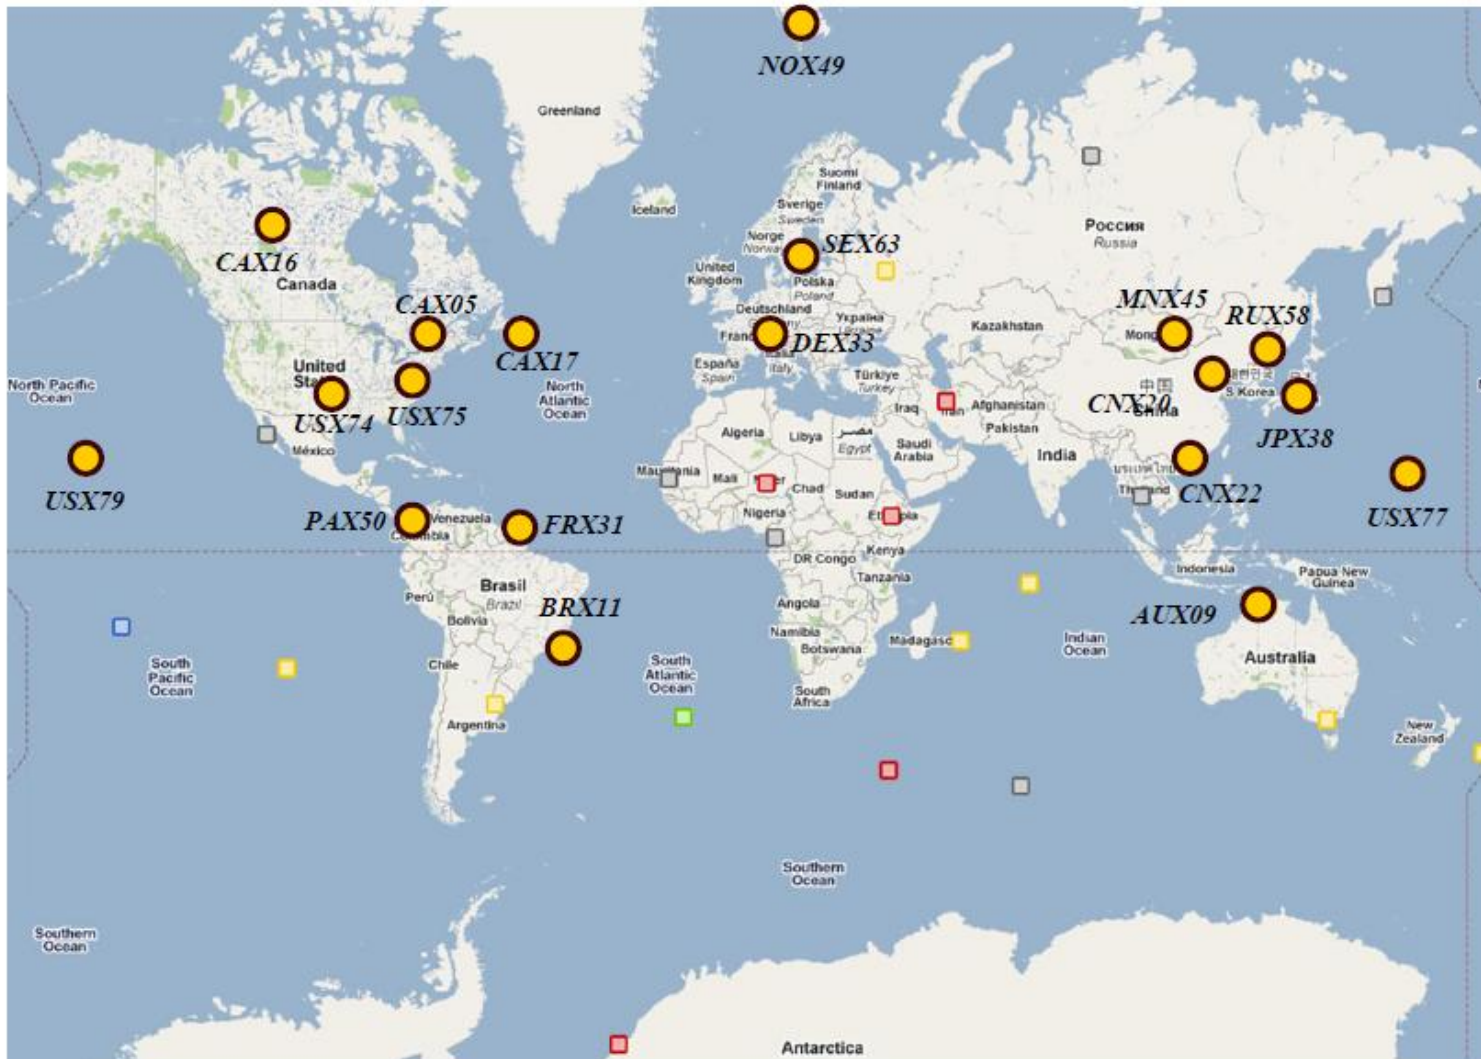 NOX49
Greenland
Suomi
Finland
Iceland
Sverige
Sweden
Россия
Russia
Norge
Norway
SEX63
CAX16
Canada
United
Kingdom
Polska
Poland
CAX05
MNX45
RUX58
Deutschland
Україна
Ukraine
Kazakhstan
CAX17
DEX33
United
España
Spain
Italy
Türkiye
Turkey
中国
China
S Korea
North Pacific
Ocean
North
Atlantic
Ocean
USX74
USX75
Iraq
Iran
Afghanistan
Pakistan
CNX20
JPX38
México
Algeria
Libya
مصر
Egypt
Saudi
Arabia
India
USX79
Mali
Chad
Sudan
Thailand
CNX22
USX77
PAX50
Venezuela
Colombia
FRX31
Nigeria
Ethiopia
DR Congo
Kenya
Tanzania
Indonesia
Papua New
Guinea
Perú
Brasil
Brazil
BRX11
Angola
AUX09
Bolivia
Namibia
Botswana
Indian
Ocean
South
Pacific
Ocean
Chile
South
Atlantic
Ocean
South
Africa
Australia
Argentina
New
Zealand
Southern
Ocean
Southern
Ocean
Antarctica